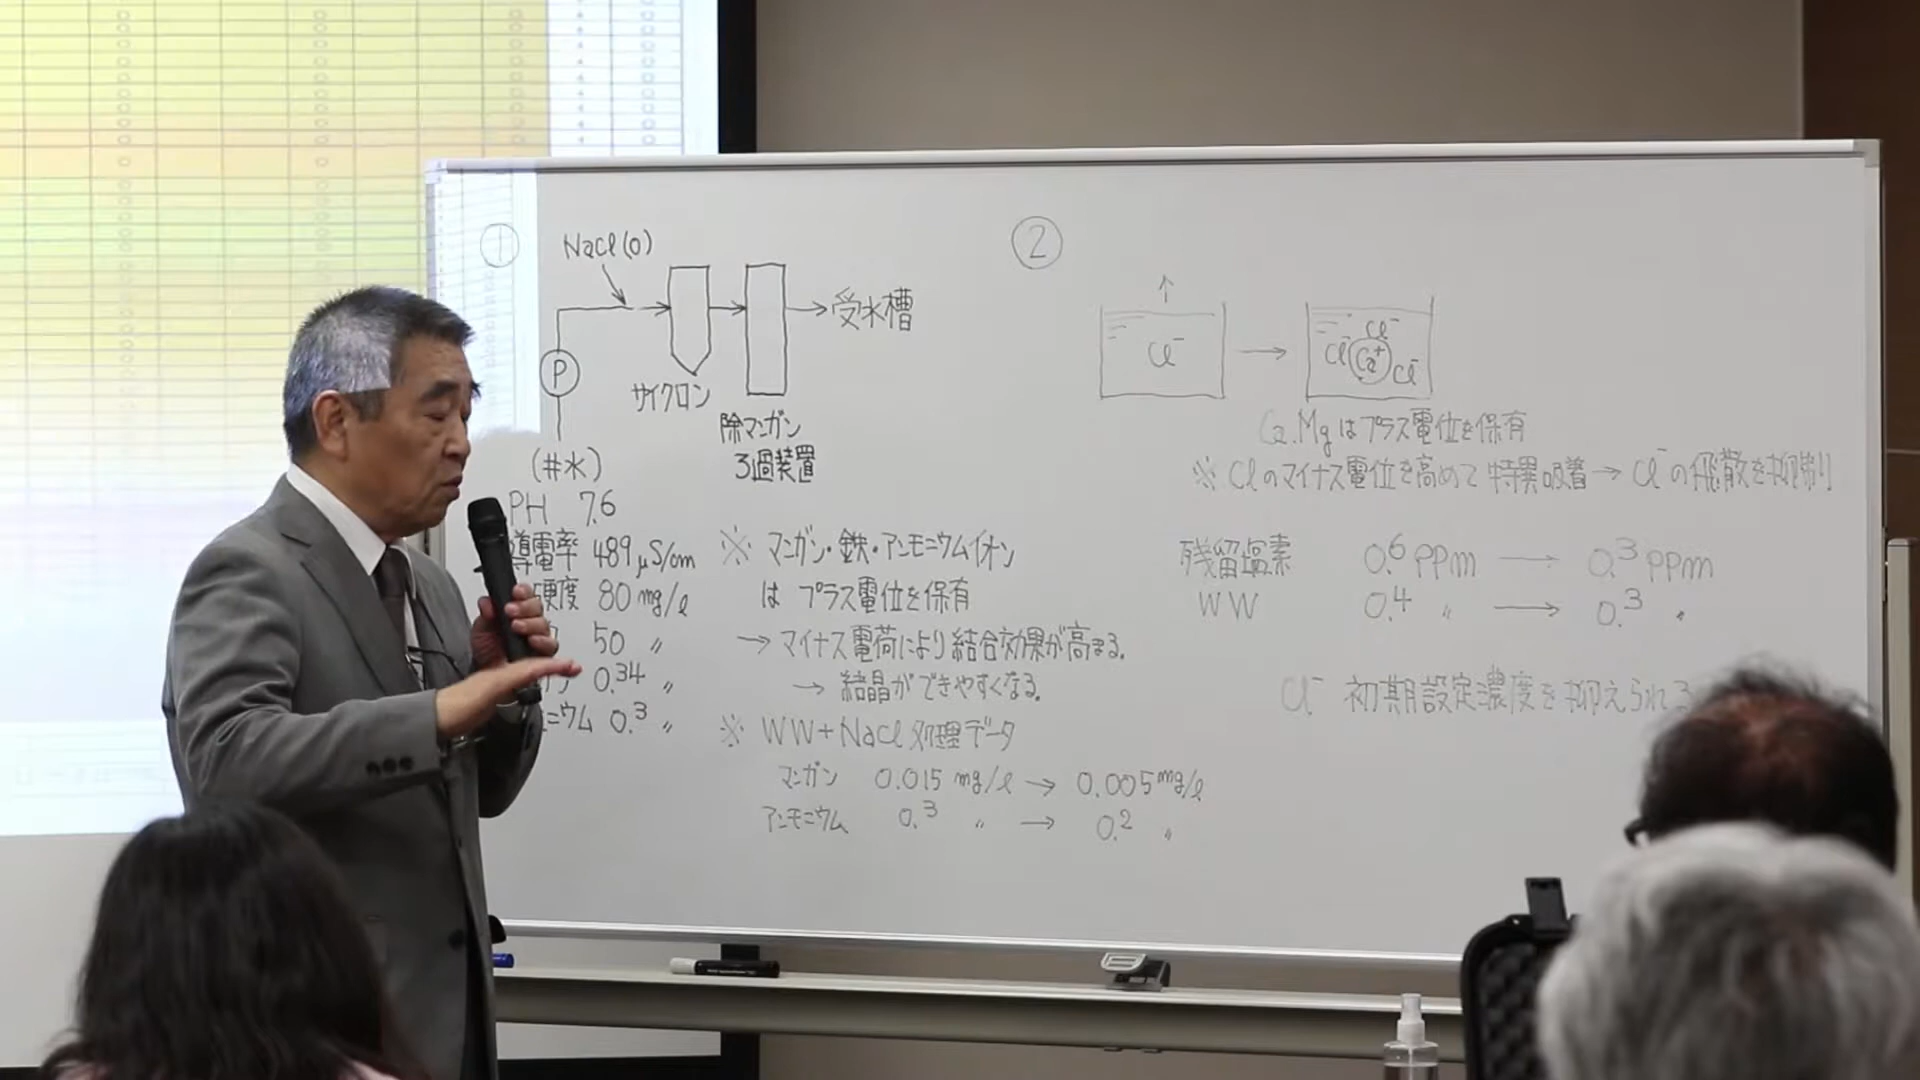 ①
NaCl(O)
P
サイクロン
除マンガン
ろ過装置
受水槽
(井水)
PH 7.6
導電率 489μS/cm
硬度 80 mg/l
50 〃
0.34 〃
ニウム 0.3 〃
※ マンガン・鉄・アンモニウムイオン
は プラス電位を保有
→ マイナス電荷により結合効果が高まる。
→ 結晶ができやすくなる。
※ WW+NaCl処理データ
マンガン 0.015 mg/l → 0.005mg/l
アンモニウム 0.3 〃 → 0.2 〃
②
↑
Cl⁻
→
Cl⁻
Cl⁻ Ca⁺ Cl⁻
Ca.Mgはプラス電位を保有
※ Clのマイナス電位を高めて特異吸着→Cl⁻の飛散を抑制
残留塩素 0.6 PPm → 0.3 PPm
WW 0.4 〃 → 0.3 〃
Cl⁻ 初期設定濃度を抑えられる